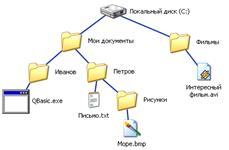 Локальный диск (C:)
Мои документы
Фильмы
Иванов
Петров
QBasic.exe
Письмо.txt
Рисунки
Интересный
фильм.avi
Море.bmp